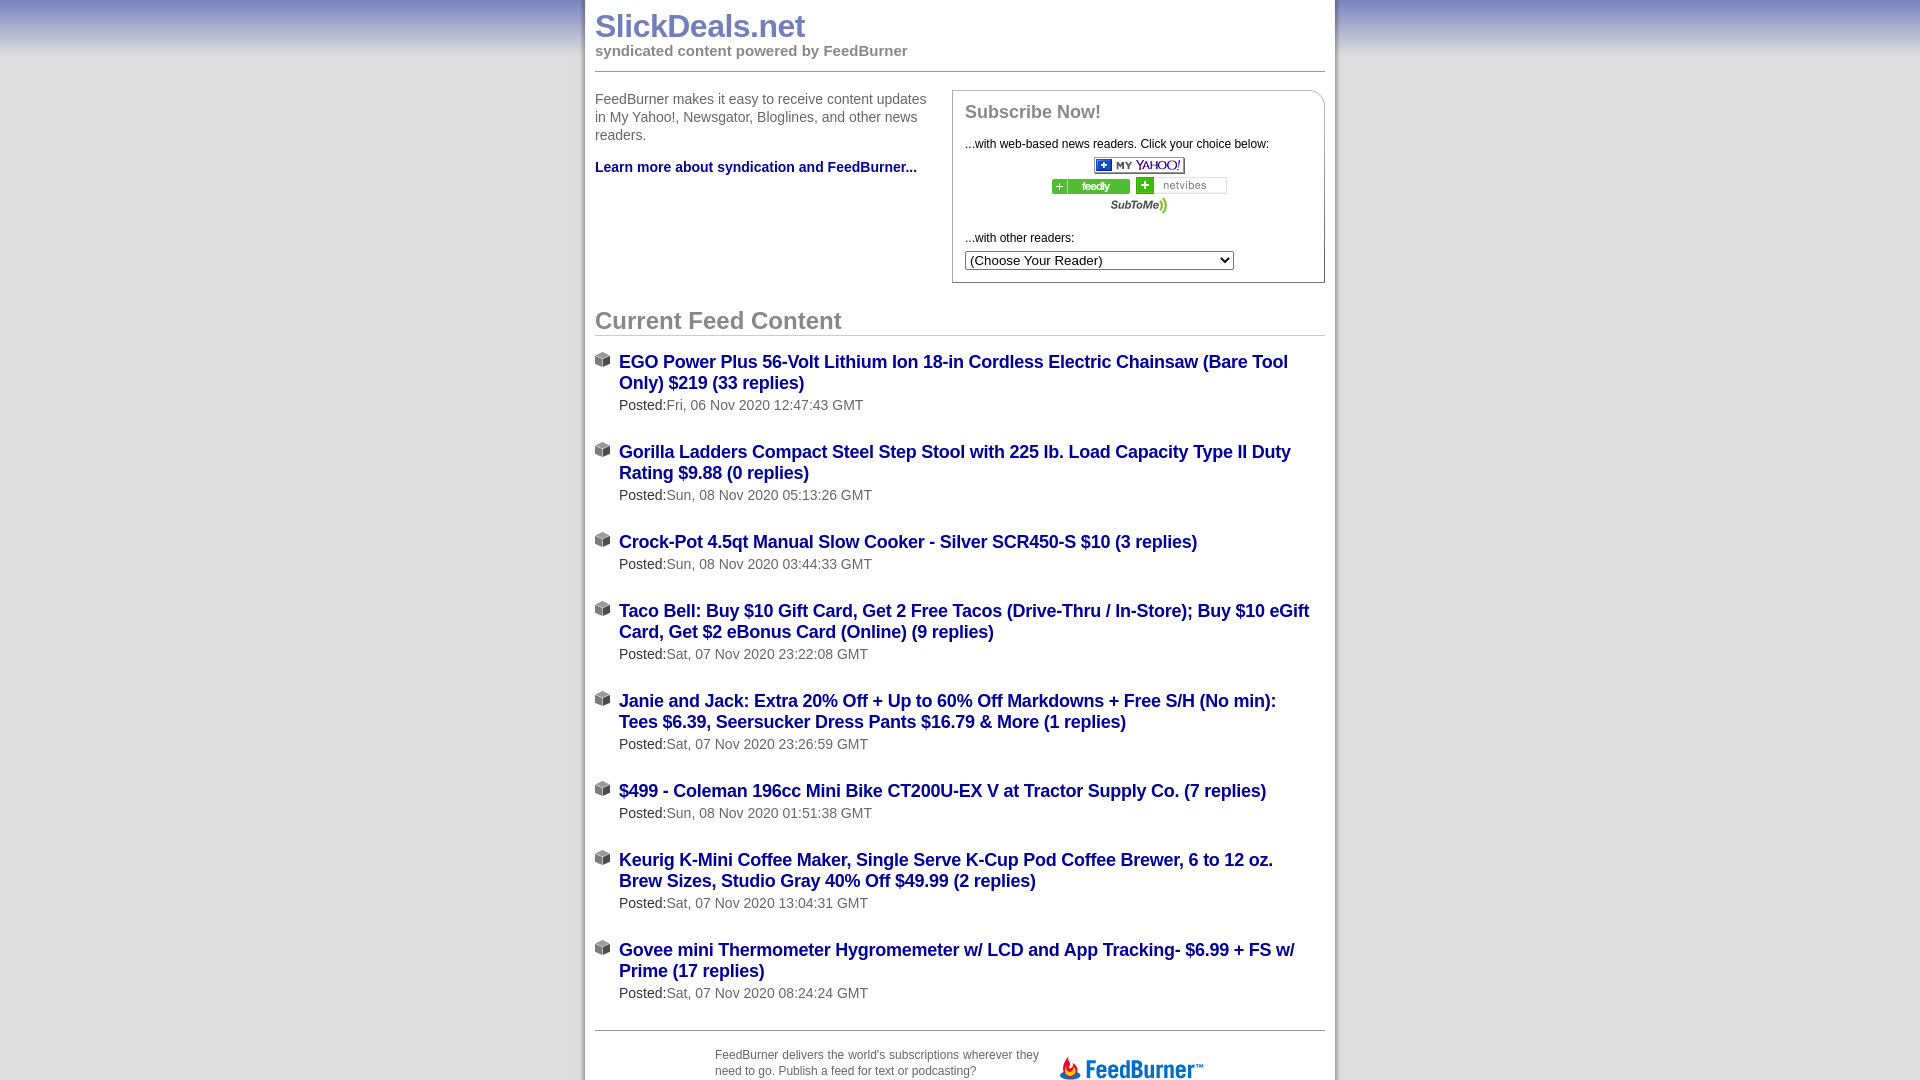 SlickDeals.net
syndicated content powered by FeedBurner
FeedBurner makes it easy to receive content updates
in My Yahoo!, Newsgator, Bloglines, and other news
readers.
Learn more about syndication and FeedBurner...
Subscribe Now!
...with web-based news readers. Click your choice below:
MY YAHOO!
feedly
netvibes
SubToMe
...with other readers:
(Choose Your Reader)
Current Feed Content
EGO Power Plus 56-Volt Lithium Ion 18-in Cordless Electric Chainsaw (Bare Tool
Only) $219 (33 replies)
Posted:Fri, 06 Nov 2020 12:47:43 GMT
Gorilla Ladders Compact Steel Step Stool with 225 lb. Load Capacity Type II Duty
Rating $9.88 (0 replies)
Posted:Sun, 08 Nov 2020 05:13:26 GMT
Crock-Pot 4.5qt Manual Slow Cooker - Silver SCR450-S $10 (3 replies)
Posted:Sun, 08 Nov 2020 03:44:33 GMT
Taco Bell: Buy $10 Gift Card, Get 2 Free Tacos (Drive-Thru / In-Store); Buy $10 eGift
Card, Get $2 eBonus Card (Online) (9 replies)
Posted:Sat, 07 Nov 2020 23:22:08 GMT
Janie and Jack: Extra 20% Off + Up to 60% Off Markdowns + Free S/H (No min):
Tees $6.39, Seersucker Dress Pants $16.79 & More (1 replies)
Posted:Sat, 07 Nov 2020 23:26:59 GMT
$499 - Coleman 196cc Mini Bike CT200U-EX V at Tractor Supply Co. (7 replies)
Posted:Sun, 08 Nov 2020 01:51:38 GMT
Keurig K-Mini Coffee Maker, Single Serve K-Cup Pod Coffee Brewer, 6 to 12 oz.
Brew Sizes, Studio Gray 40% Off $49.99 (2 replies)
Posted:Sat, 07 Nov 2020 13:04:31 GMT
Govee mini Thermometer Hygromemeter w/ LCD and App Tracking- $6.99 + FS w/
Prime (17 replies)
Posted:Sat, 07 Nov 2020 08:24:24 GMT
FeedBurner delivers the world's subscriptions wherever they
need to go. Publish a feed for text or podcasting?
FeedBurner™